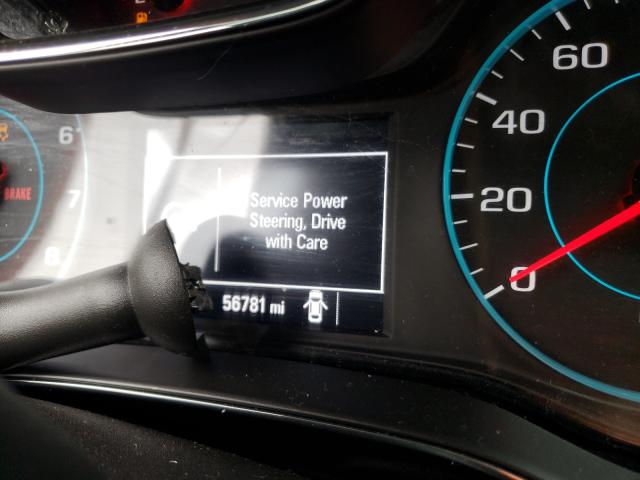 60
40
20
0
6
7
8
BRAKE
Service Power
Steering, Drive
with Care
56781 mi